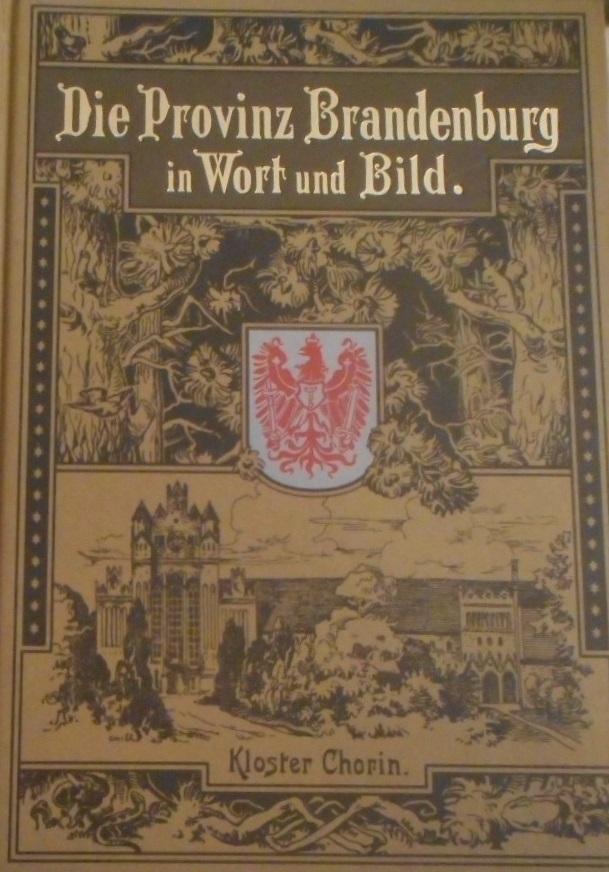 Die Provinz Brandenburg
in Wort und Bild.
Kloster Chorin.